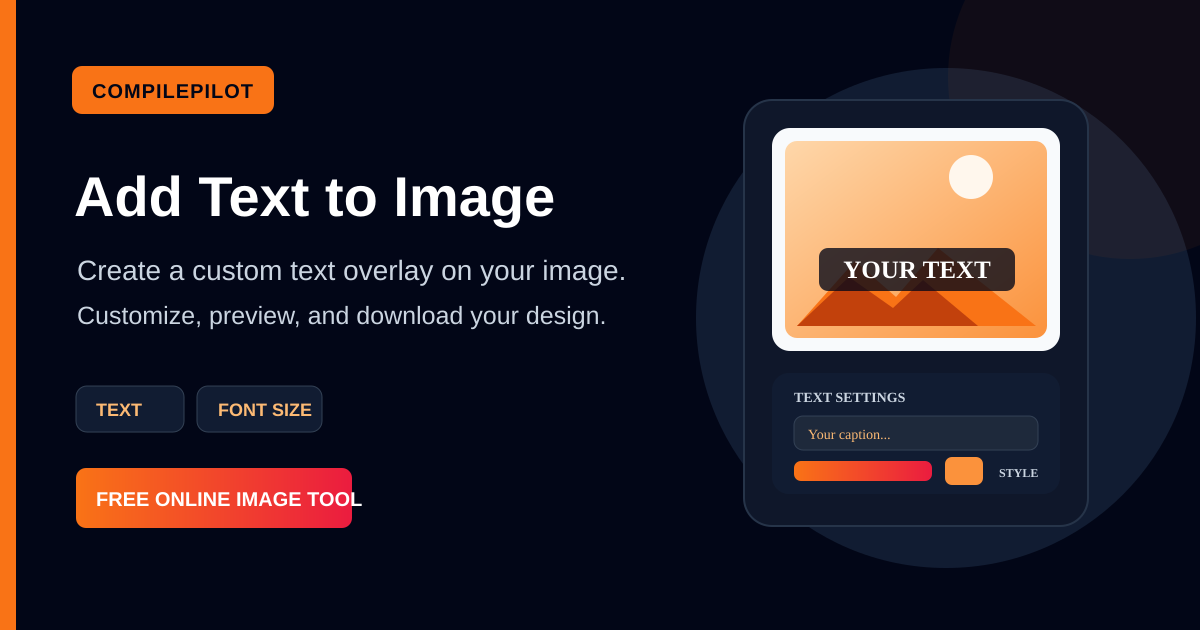 COMPILEPILOT
Add Text to Image
Create a custom text overlay on your image.
Customize, preview, and download your design.
TEXT
FONT SIZE
FREE ONLINE IMAGE TOOL
YOUR TEXT
TEXT SETTINGS
Your caption...
STYLE